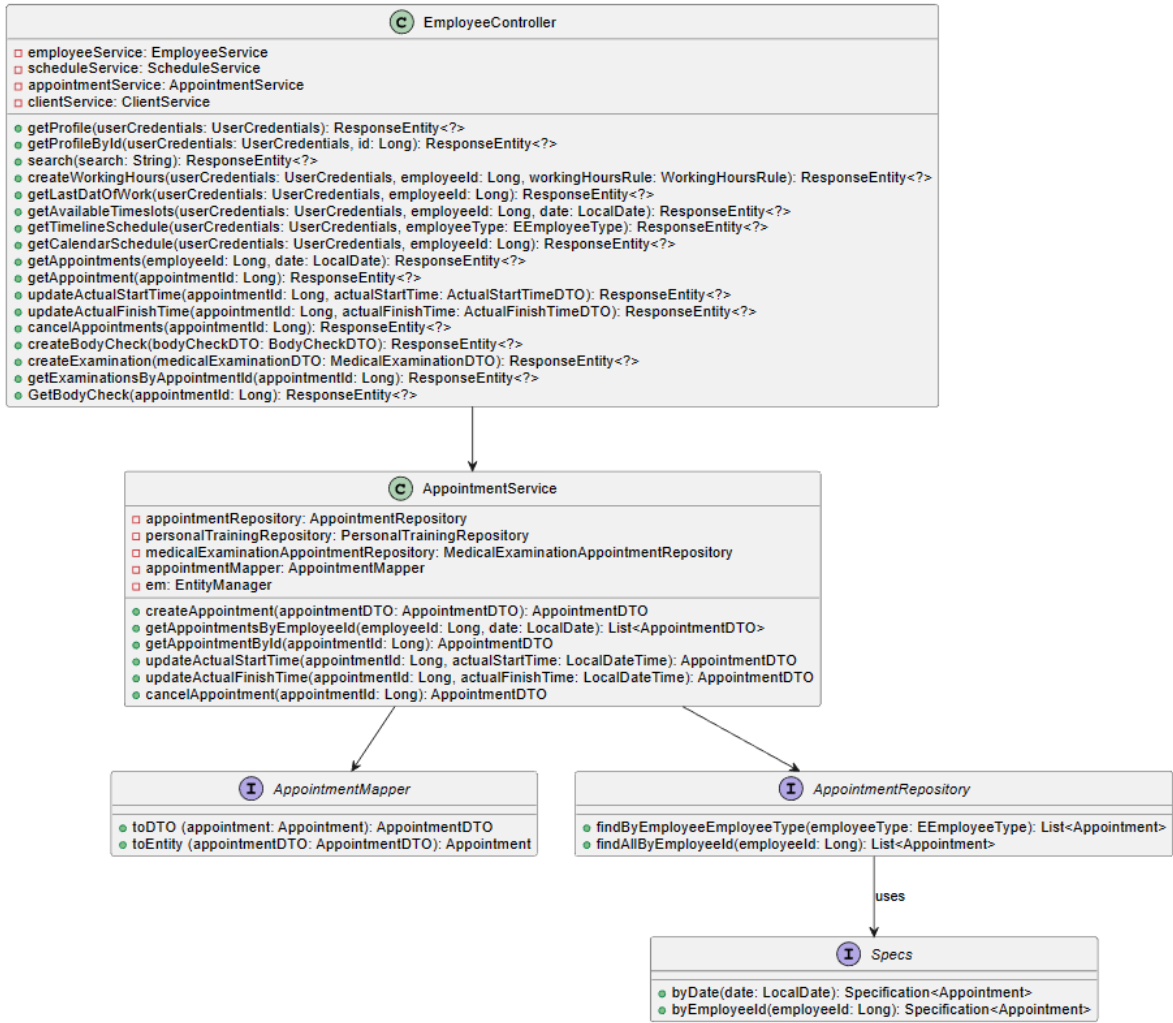 C EmployeeController
employeeService: EmployeeService
scheduleService: ScheduleService
appointmentService: AppointmentService
clientService: ClientService
getProfile(userCredentials: UserCredentials): ResponseEntity<?>
getProfileById(userCredentials: UserCredentials, id: Long): ResponseEntity<?>
search(search: String): ResponseEntity<?>
createWorkingHours(userCredentials: UserCredentials, employeeId: Long, workingHoursRule: WorkingHoursRule): ResponseEntity<?>
getLastDatOfWork(userCredentials: UserCredentials, employeeId: Long): ResponseEntity<?>
getAvailableTimeslots(userCredentials: UserCredentials, employeeId: Long, date: LocalDate): ResponseEntity<?>
getTimelineSchedule(userCredentials: UserCredentials, employeeType: EEmployeeType): ResponseEntity<?>
getCalendarSchedule(userCredentials: UserCredentials, employeeId: Long): ResponseEntity<?>
getAppointments(employeeId: Long, date: LocalDate): ResponseEntity<?>
getAppointment(appointmentId: Long): ResponseEntity<?>
updateActualStartTime(appointmentId: Long, actualStartTime: ActualStartTimeDTO): ResponseEntity<?>
updateActualFinishTime(appointmentId: Long, actualFinishTime: ActualFinishTimeDTO): ResponseEntity<?>
cancelAppointments(appointmentId: Long): ResponseEntity<?>
createBodyCheck(bodyCheckDTO: BodyCheckDTO): ResponseEntity<?>
createExamination(medicalExaminationDTO: MedicalExaminationDTO): ResponseEntity<?>
getExaminationsByAppointmentId(appointmentId: Long): ResponseEntity<?>
GetBodyCheck(appointmentId: Long): ResponseEntity<?>
C AppointmentService
appointmentRepository: AppointmentRepository
personalTrainingRepository: PersonalTrainingRepository
medicalExaminationAppointmentRepository: MedicalExaminationAppointmentRepository
appointmentMapper: AppointmentMapper
em: EntityManager
createAppointment(appointmentDTO: AppointmentDTO): AppointmentDTO
getAppointmentsByEmployeeId(employeeId: Long, date: LocalDate): List<AppointmentDTO>
getAppointmentById(appointmentId: Long): AppointmentDTO
updateActualStartTime(appointmentId: Long, actualStartTime: LocalDateTime): AppointmentDTO
updateActualFinishTime(appointmentId: Long, actualFinishTime: LocalDateTime): AppointmentDTO
cancelAppointment(appointmentId: Long): AppointmentDTO
I AppointmentMapper
toDTO (appointment: Appointment): AppointmentDTO
toEntity (appointmentDTO: AppointmentDTO): Appointment
I AppointmentRepository
findByEmployeeEmployeeType(employeeType: EEmployeeType): List<Appointment>
findAllByEmployeeId(employeeId: Long): List<Appointment>
uses
I Specs
byDate(date: LocalDate): Specification<Appointment>
byEmployeeId(employeeId: Long): Specification<Appointment>